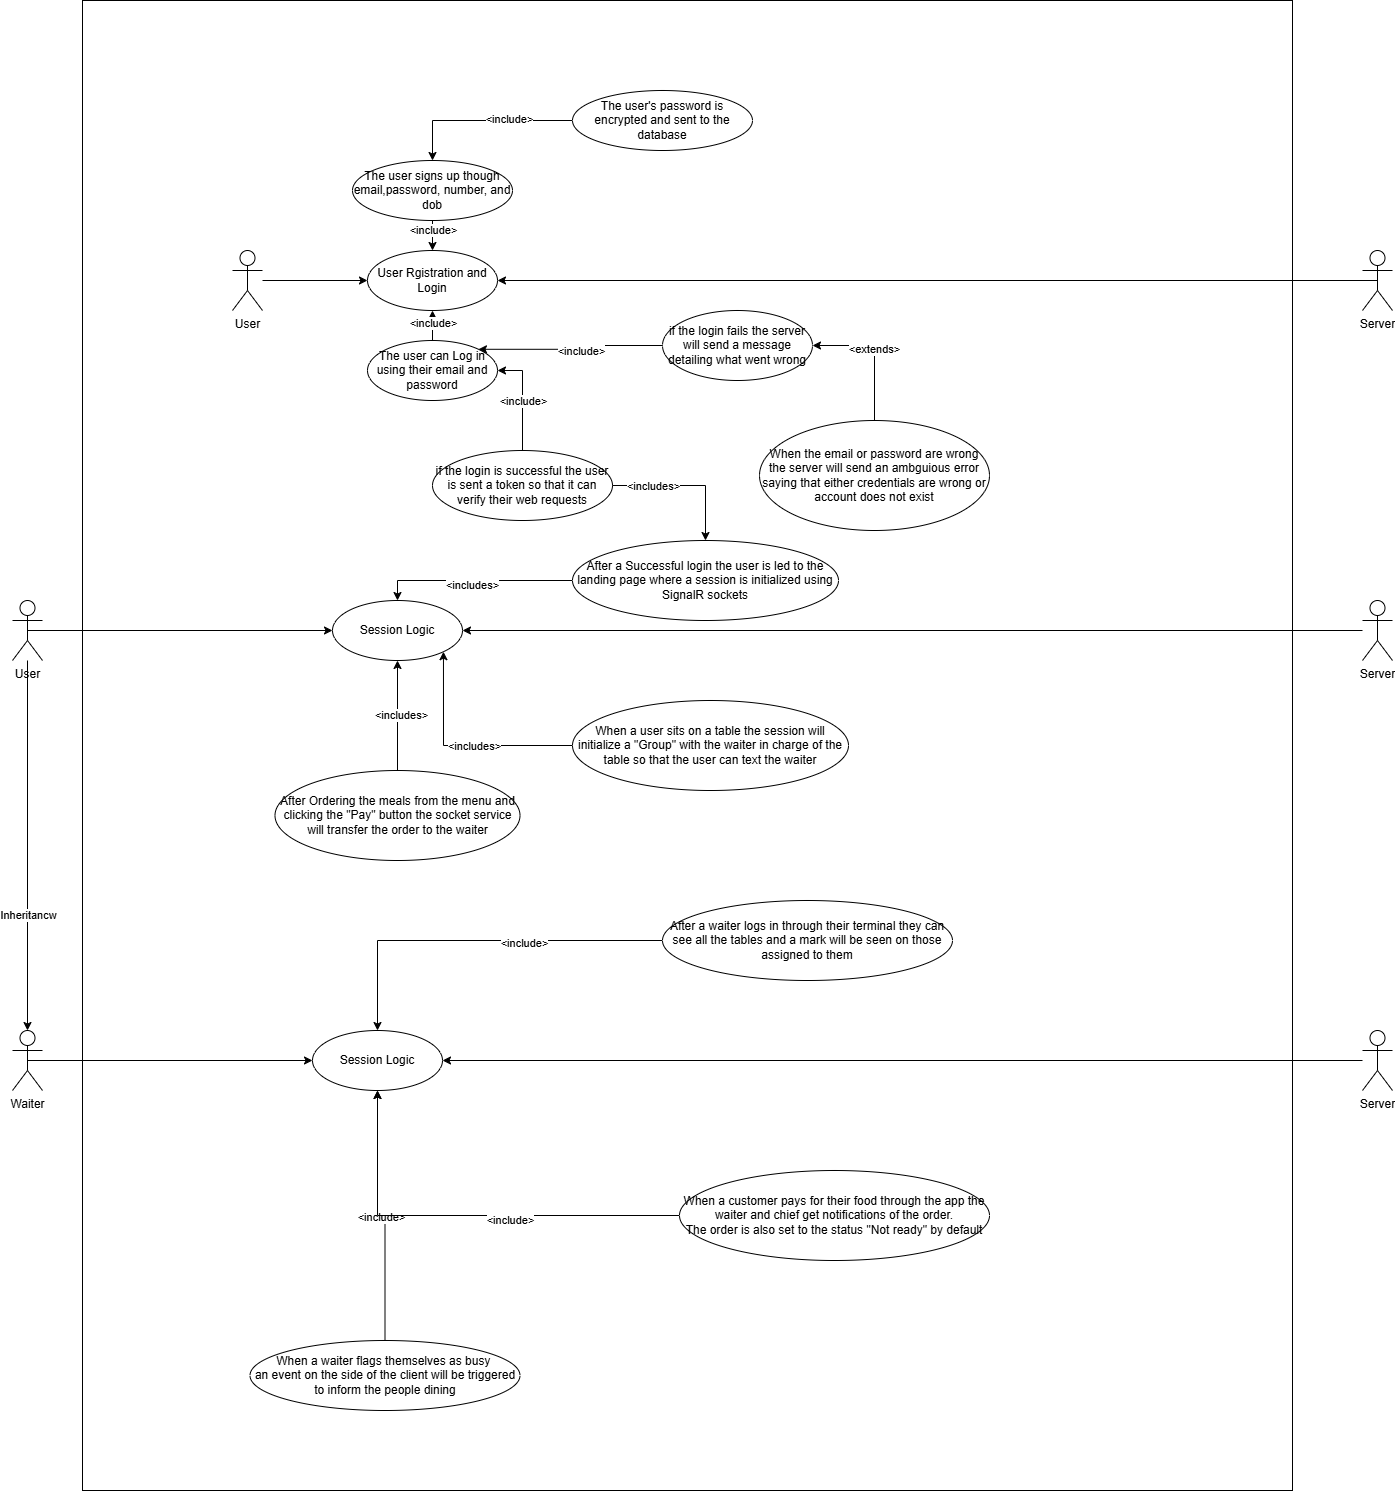 The user's password is
encrypted and sent to the
database
<include>
The user signs up though
email,password, number, and
dob
<include>
User Rgistration and
Login
User
Server
<include>
The user can Log in
using their email and
password
<include>
if the login fails the server
will send a message
detailing what went wrong
<extends>
<include>
When the email or password are wrong
the server will send an ambguious error
saying that either credentials are wrong or
account does not exist
if the login is successful the user
is sent a token so that it can
verify their web requests
<includes>
After a Successful login the user is led to the
landing page where a session is initialized using
SignalR sockets
<includes>
Session Logic
User
Server
<includes>
<includes>
When a user sits on a table the session will
initialize a "Group" with the waiter in charge of the
table so that the user can text the waiter
After Ordering the meals from the menu and
clicking the "Pay" button the socket service
will transfer the order to the waiter
Inheritancw
After a waiter logs in through their terminal they can
see all the tables and a mark will be seen on those
assigned to them
<include>
Session Logic
Waiter
Server
<include>
<include>
When a customer pays for their food through the app the
waiter and chief get notifications of the order.
The order is also set to the status "Not ready" by default
When a waiter flags themselves as busy
an event on the side of the client will be triggered
to inform the people dining